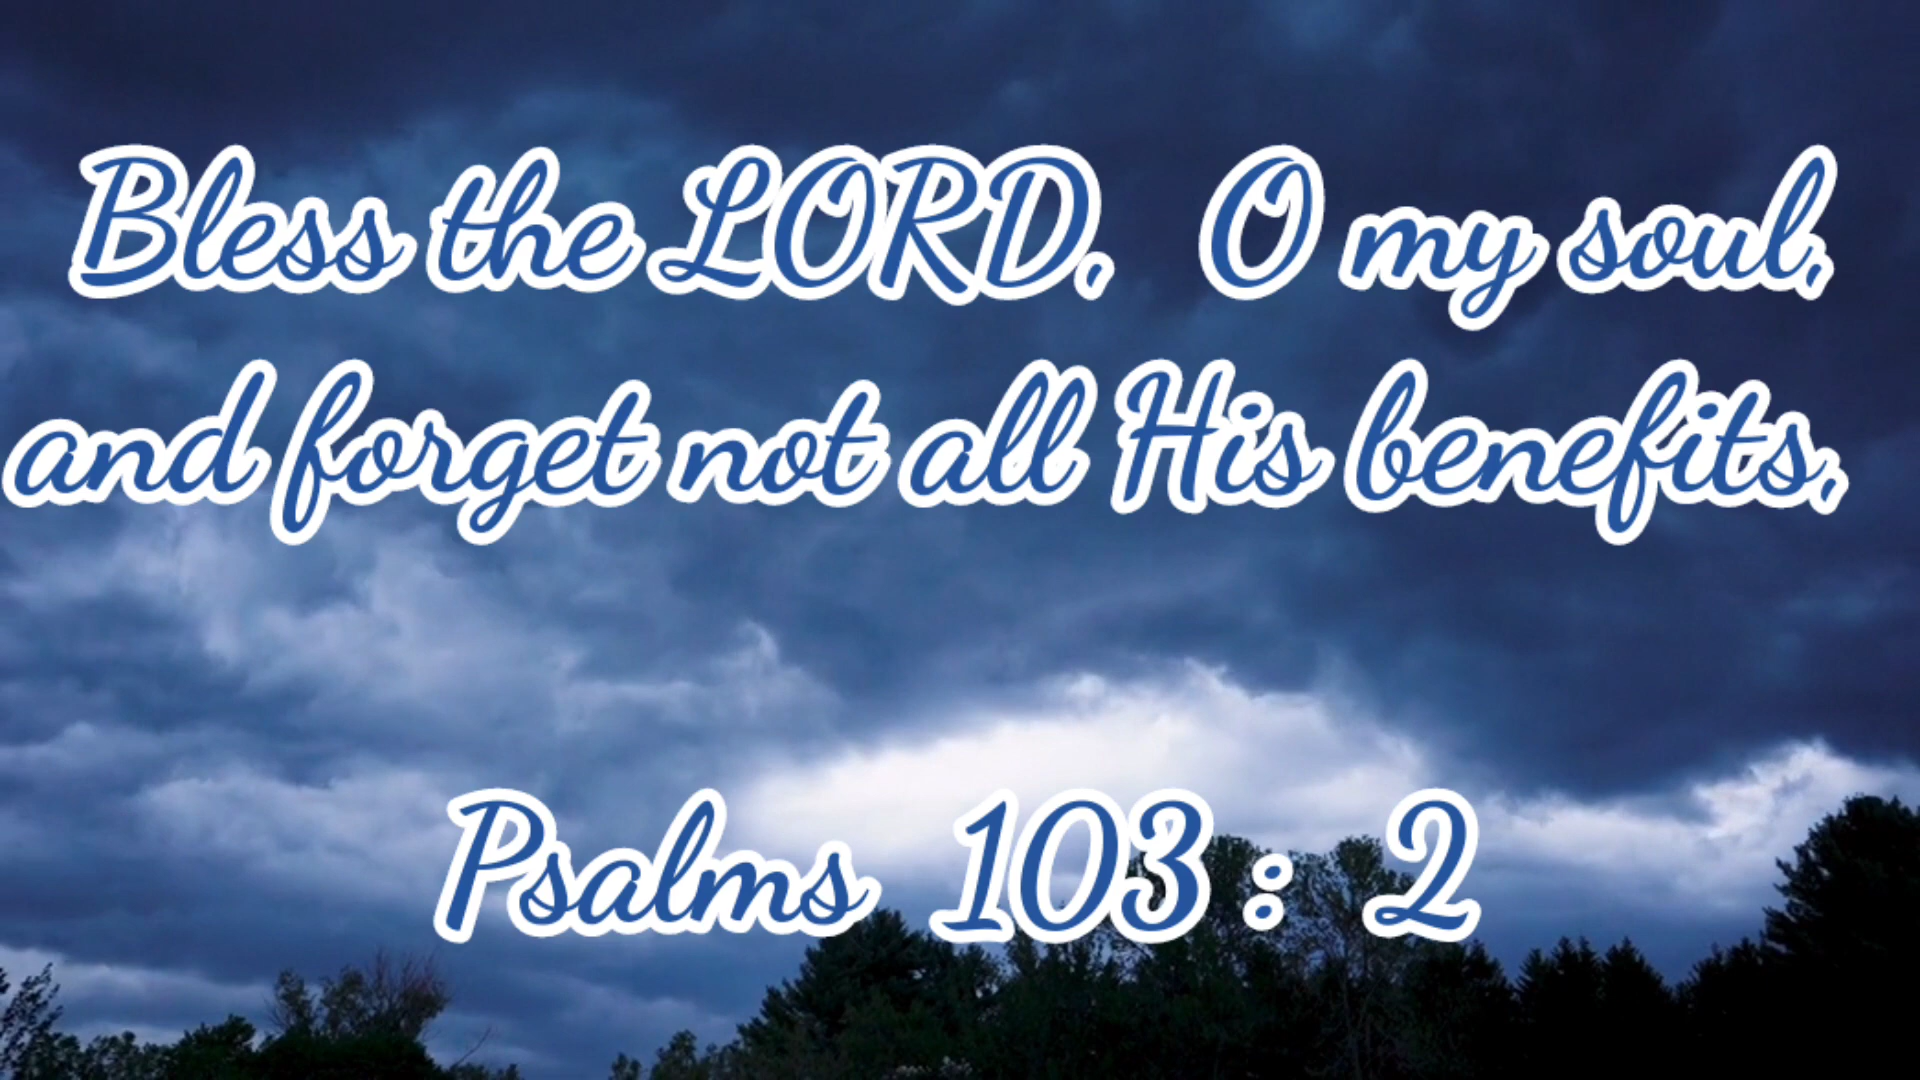 Bless the LORD, O my soul,
and forget not all His benefits,
Psalms 103 : 2